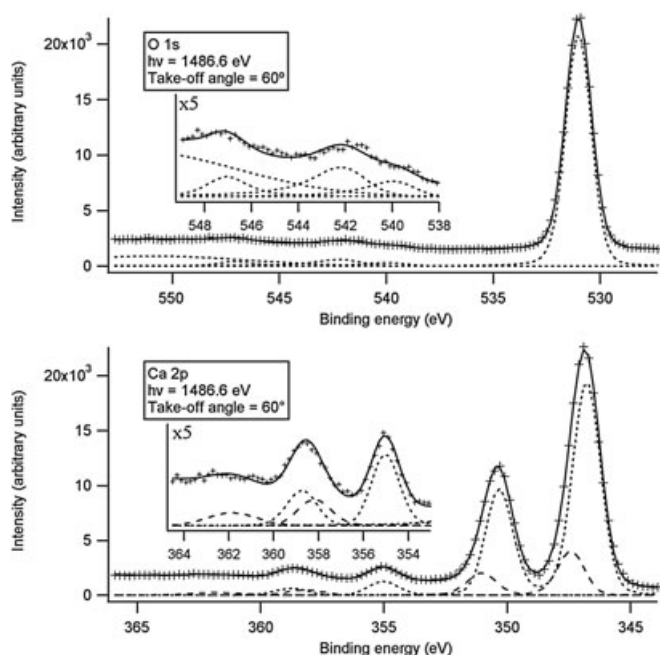 20x10³
15
10
5
0
Intensity (arbitrary units)
O 1s
hν = 1486.6 eV
Take-off angle = 60º
x5
548 546 544 542 540 538
550 545 540 535 530
Binding energy (eV)
20x10³
15
10
5
0
Intensity (arbitrary units)
Ca 2p
hν = 1486.6 eV
Take-off angle = 60°
x5
364 362 360 358 356 354
365 360 355 350 345
Binding energy (eV)